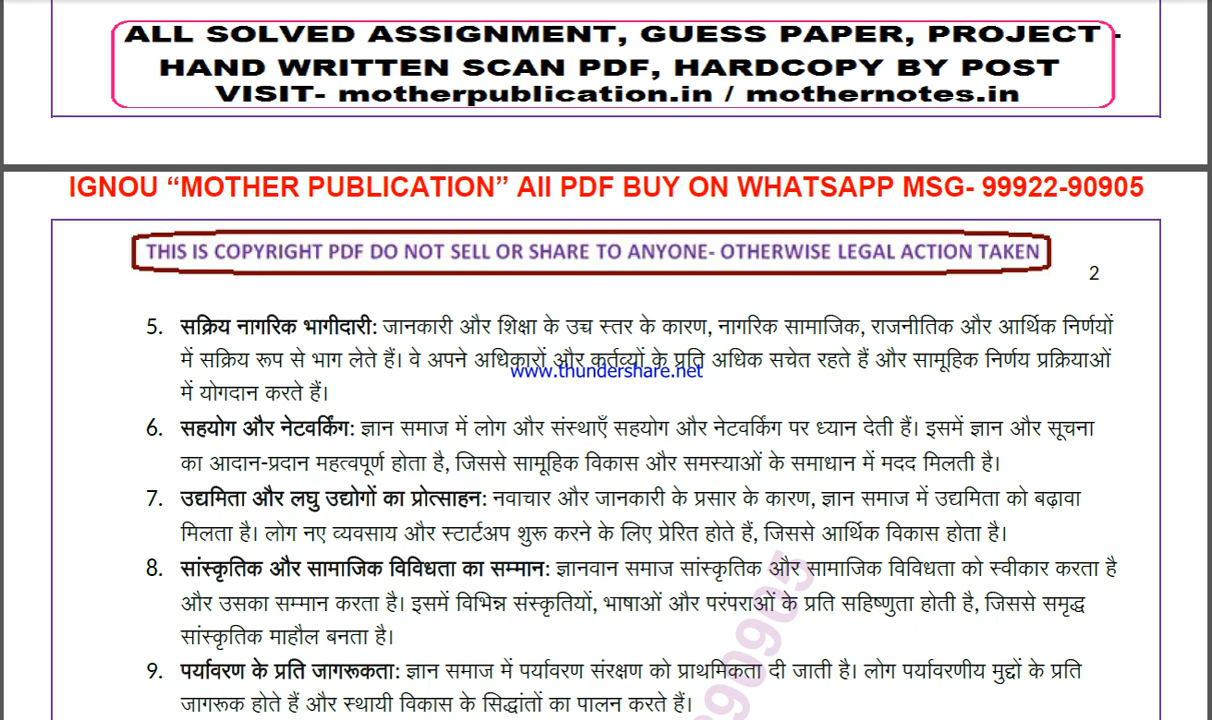 ALL SOLVED ASSIGNMENT, GUESS PAPER, PROJECT -
HAND WRITTEN SCAN PDF, HARDCOPY BY POST
VISIT- motherpublication.in / mothernotes.in
IGNOU “MOTHER PUBLICATION” All PDF BUY ON WHATSAPP MSG- 99922-90905
THIS IS COPYRIGHT PDF DO NOT SELL OR SHARE TO ANYONE- OTHERWISE LEGAL ACTION TAKEN
2
5. सक्रिय नागरिक भागीदारी: जानकारी और शिक्षा के उच्च स्तर के कारण, नागरिक सामाजिक, राजनीतिक और आर्थिक निर्णयों
में सक्रिय रूप से भाग लेते हैं। वे अपने अधिकारों और कर्तव्यों के प्रति अधिक सचेत रहते हैं और सामूहिक निर्णय प्रक्रियाओं
www.thundershare.net
में योगदान करते हैं।
6. सहयोग और नेटवर्किंग: ज्ञान समाज में लोग और संस्थाएँ सहयोग और नेटवर्किंग पर ध्यान देती हैं। इसमें ज्ञान और सूचना
का आदान-प्रदान महत्वपूर्ण होता है, जिससे सामूहिक विकास और समस्याओं के समाधान में मदद मिलती है।
7. उद्यमिता और लघु उद्योगों का प्रोत्साहन: नवाचार और जानकारी के प्रसार के कारण, ज्ञान समाज में उद्यमिता को बढ़ावा
मिलता है। लोग नए व्यवसाय और स्टार्टअप शुरू करने के लिए प्रेरित होते हैं, जिससे आर्थिक विकास होता है।
8. सांस्कृतिक और सामाजिक विविधता का सम्मान: ज्ञानवान समाज सांस्कृतिक और सामाजिक विविधता को स्वीकार करता है
और उसका सम्मान करता है। इसमें विभिन्न संस्कृतियों, भाषाओं और परंपराओं के प्रति सहिष्णुता होती है, जिससे समृद्ध
सांस्कृतिक माहौल बनता है।
9. पर्यावरण के प्रति जागरूकता: ज्ञान समाज में पर्यावरण संरक्षण को प्राथमिकता दी जाती है। लोग पर्यावरणीय मुद्दों के प्रति
जागरूक होते हैं और स्थायी विकास के सिद्धांतों का पालन करते हैं।
90905